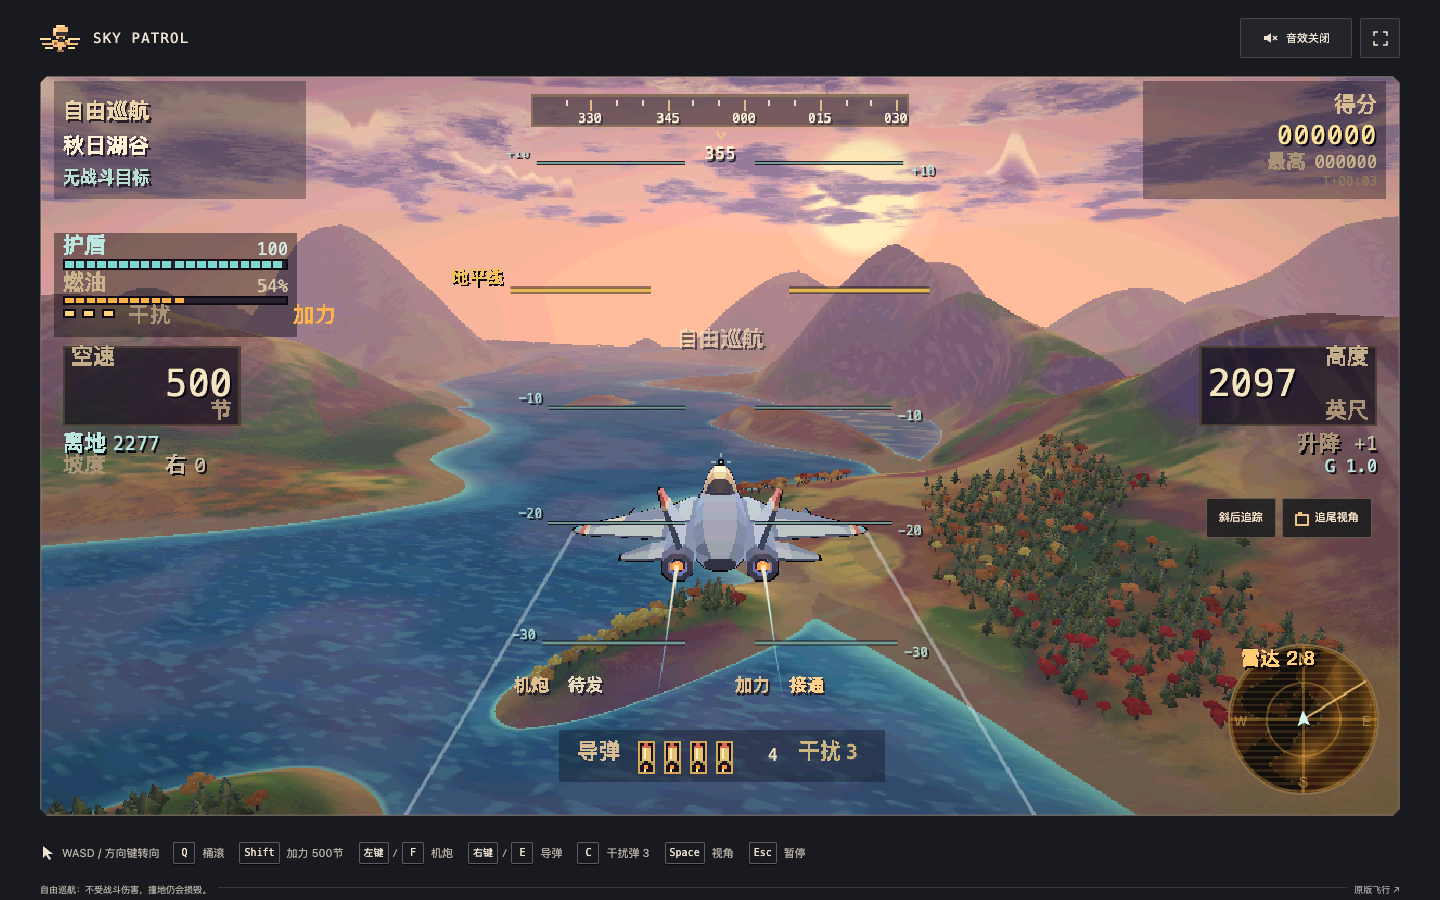 SKY PATROL
音效关闭
自由巡航
秋日湖谷
无战斗目标
330 345 000 015 030
355
+10 +10
得分
000000
最高 000000
T+00:03
护盾 100
燃油 54%
干扰 加力
地平线
自由巡航
空速
500
节
离地 2277
坡度 右 0
高度
2097
英尺
升降 +1
G 1.0
-10 -10
-20 -20
-30 -30
斜后追踪 追尾视角
雷达 2.8
N
W E
S
机炮 待发 加力 接通
导弹 4 干扰 3
WASD / 方向键转向 Q 桶滚 Shift 加力 500节 左键 / F 机炮 右键 / E 导弹 C 干扰弹 3 Space 视角 Esc 暂停
自由巡航：不受战斗伤害，撞地仍会损毁。 原版飞行 ↗